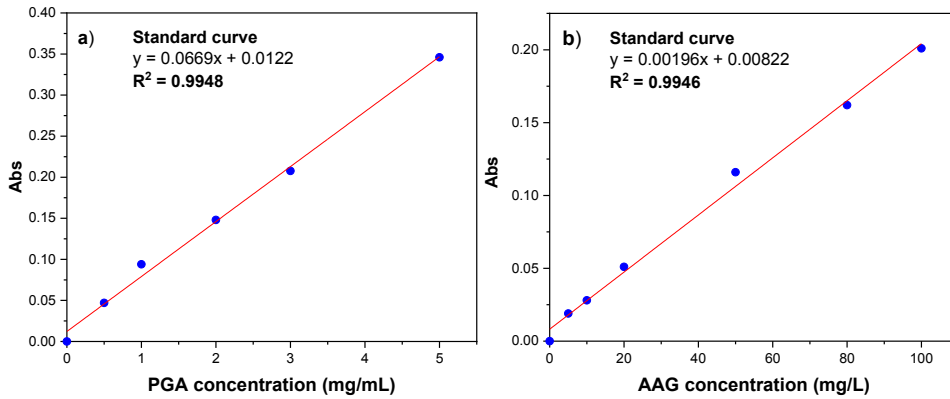 a)
Standard curve
y = 0.0669x + 0.0122
R² = 0.9948
0.40
0.35
0.30
0.25
0.20
0.15
0.10
0.05
0.00
Abs
0 1 2 3 4 5
PGA concentration (mg/mL)
b)
Standard curve
y = 0.00196x + 0.00822
R² = 0.9946
0.20
0.15
0.10
0.05
0.00
Abs
0 20 40 60 80 100
AAG concentration (mg/L)